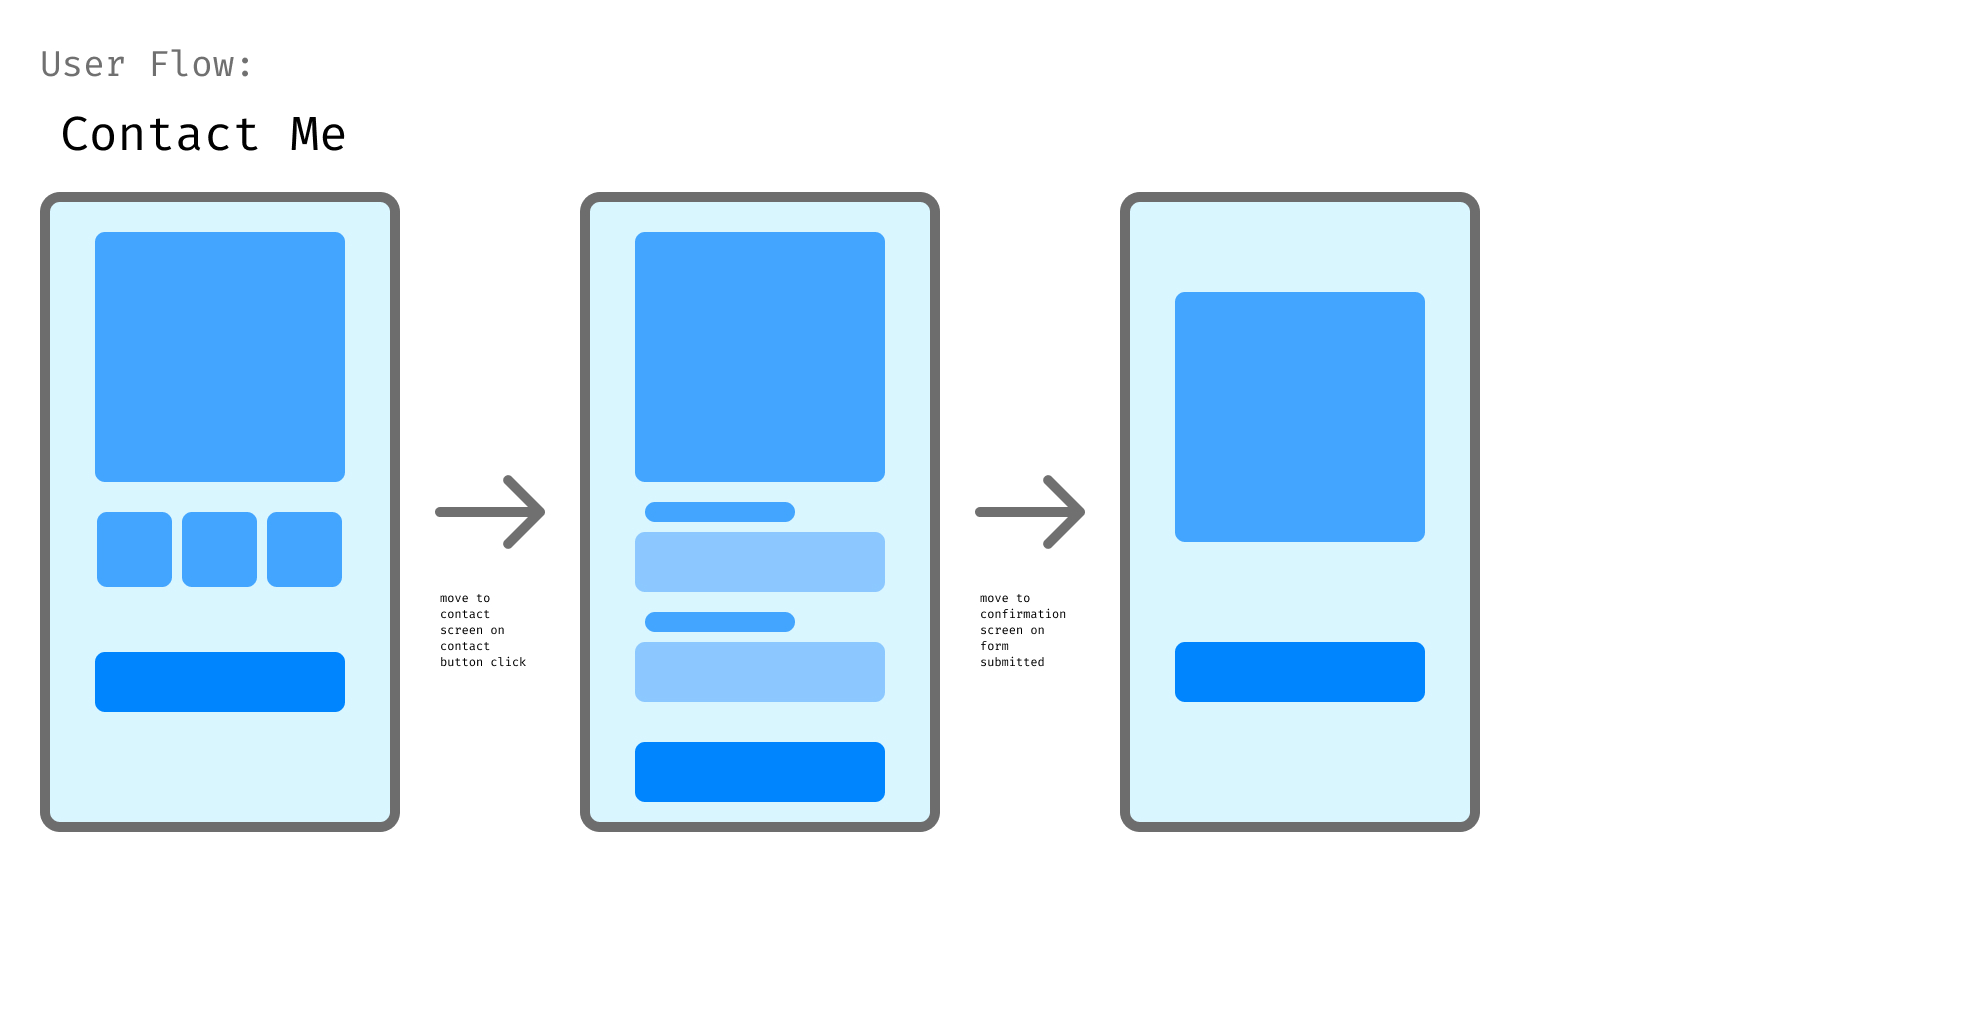 User Flow:
Contact Me
move to
contact
screen on
contact
button click
move to
confirmation
screen on
form
submitted